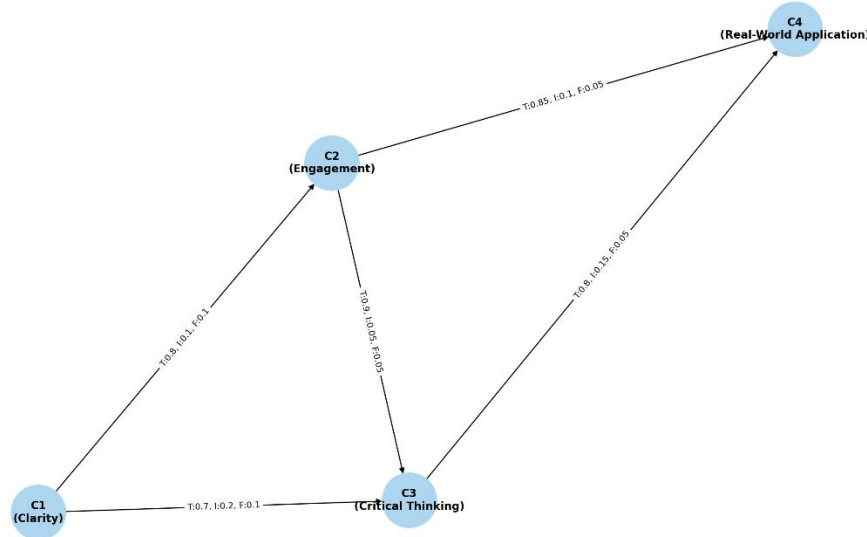 C4
(Real-World Application)
T:0.85, I:0.1, F:0.05
C2
(Engagement)
T:0.8, I:0.1, F:0.1
T:0.9, I:0.05, F:0.05
T:0.8, I:0.15, F:0.05
C1
(Clarity)
T:0.7, I:0.2, F:0.1
C3
(Critical Thinking)